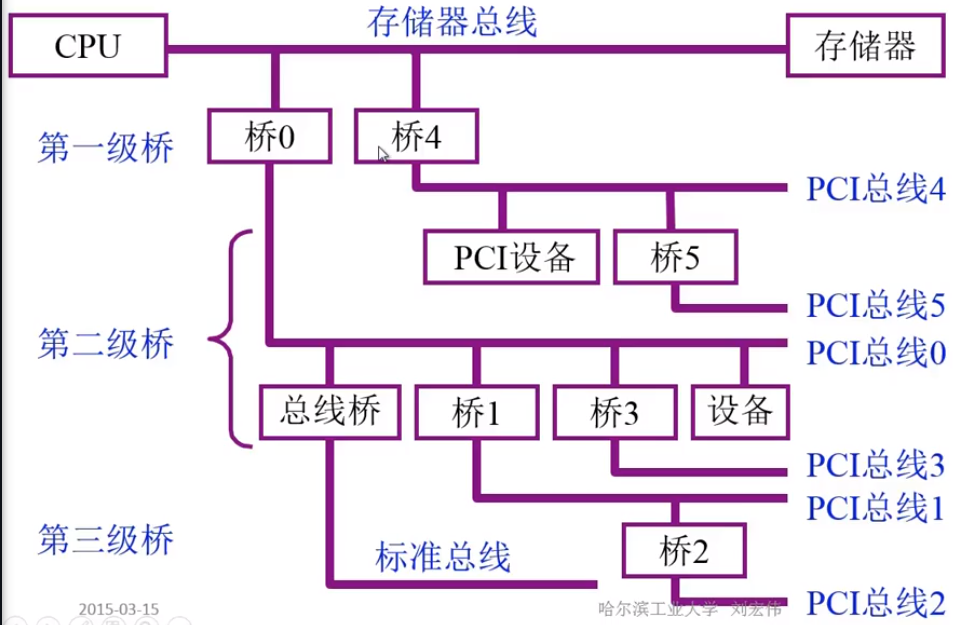 存储器总线
CPU
存储器
第一级桥
桥0
桥4
PCI总线4
PCI设备
桥5
PCI总线5
第二级桥
PCI总线0
总线桥
桥1
桥3
设备
PCI总线3
PCI总线1
第三级桥
标准总线
桥2
2015-03-15
哈尔滨工业大学 刘宏伟
PCI总线2